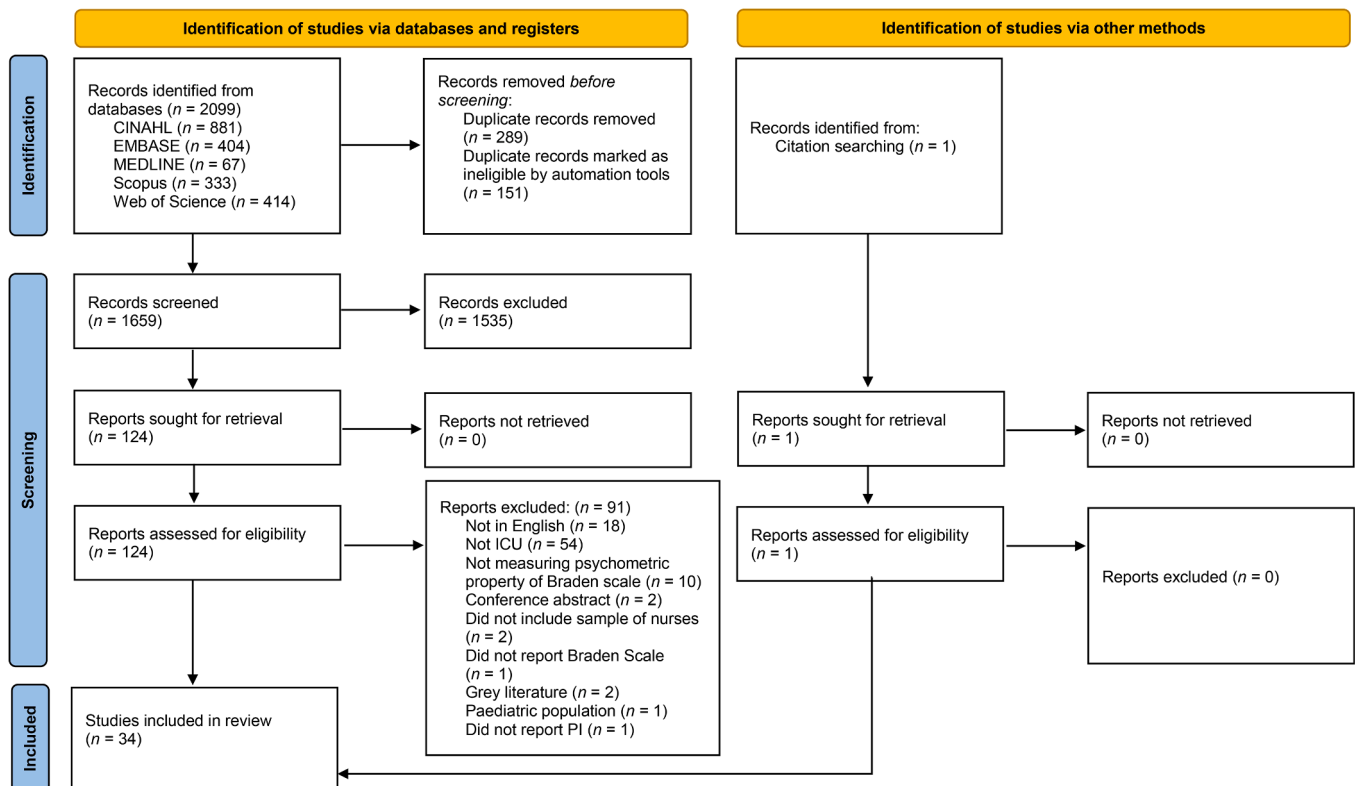 Identification of studies via databases and registers
Identification of studies via other methods
Identification
Records identified from
databases (n = 2099)
CINAHL (n = 881)
EMBASE (n = 404)
MEDLINE (n = 67)
Scopus (n = 333)
Web of Science (n = 414)
Records removed before
screening:
Duplicate records removed
(n = 289)
Duplicate records marked as
ineligible by automation tools
(n = 151)
Records identified from:
Citation searching (n = 1)
Screening
Records screened
(n = 1659)
Records excluded
(n = 1535)
Reports sought for retrieval
(n = 124)
Reports not retrieved
(n = 0)
Reports sought for retrieval
(n = 1)
Reports not retrieved
(n = 0)
Reports assessed for eligibility
(n = 124)
Reports excluded: (n = 91)
Not in English (n = 18)
Not ICU (n = 54)
Not measuring psychometric
property of Braden scale (n = 10)
Conference abstract (n = 2)
Did not include sample of nurses
(n = 2)
Did not report Braden Scale
(n = 1)
Grey literature (n = 2)
Paediatric population (n = 1)
Did not report PI (n = 1)
Reports assessed for eligibility
(n = 1)
Reports excluded (n = 0)
Included
Studies included in review
(n = 34)